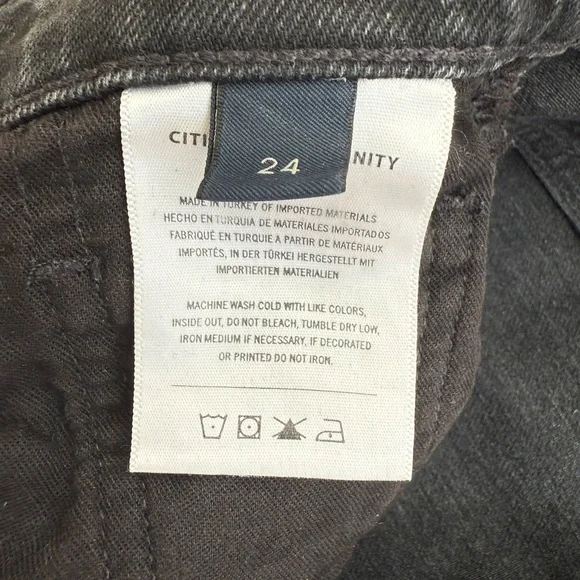 CITI NITY
24
MADE IN TURKEY OF IMPORTED MATERIALS
HECHO EN TURQUIA DE MATERIALES IMPORTADOS
FABRIQUÉ EN TURQUIE A PARTIR DE MATÉRIAUX
IMPORTÉS, IN DER TÜRKEI HERGESTELLT MIT
IMPORTIERTEN MATERIALIEN
MACHINE WASH COLD WITH LIKE COLORS,
INSIDE OUT, DO NOT BLEACH, TUMBLE DRY LOW,
IRON MEDIUM IF NECESSARY, IF DECORATED
OR PRINTED DO NOT IRON.